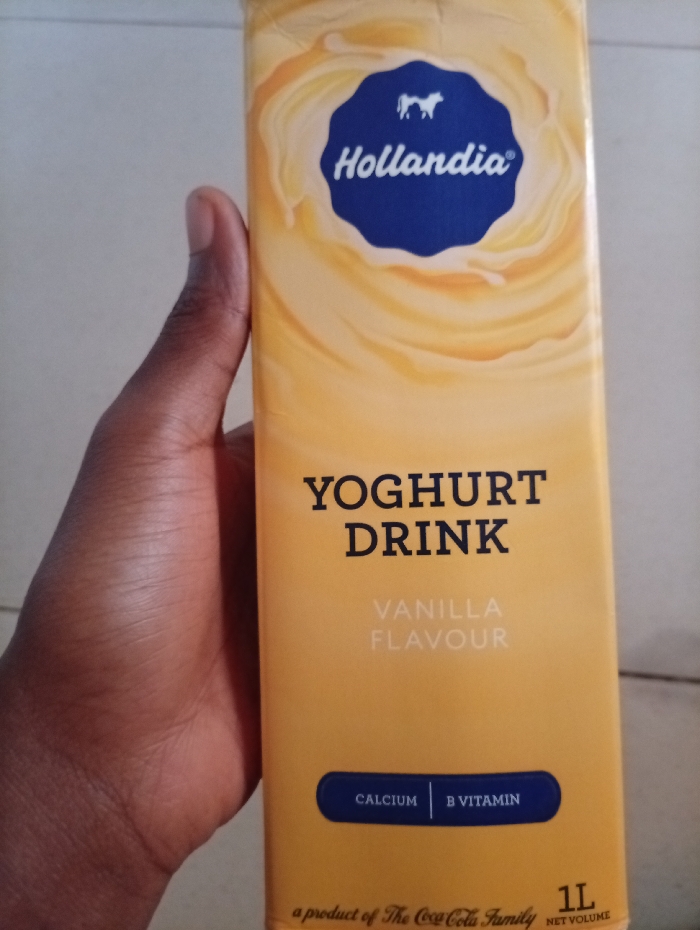 Hollandia®
YOGHURT
DRINK
VANILLA
FLAVOUR
CALCIUM | B VITAMIN
a product of The Coca-Cola Family
1L
NET VOLUME